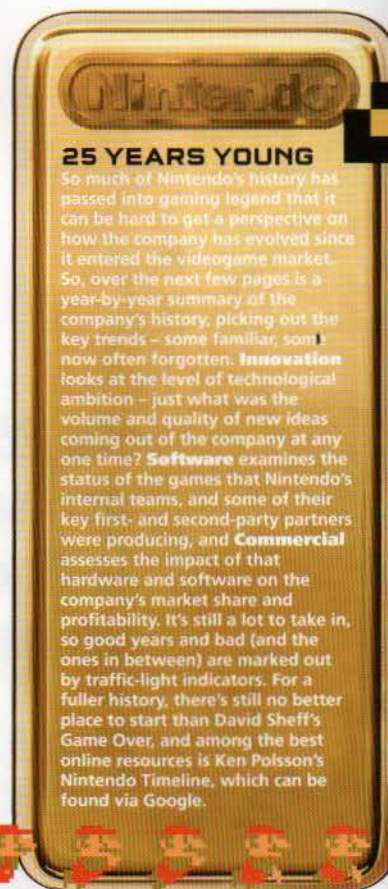 Nintendo
25 YEARS YOUNG
So much of Nintendo's history has
passed into gaming legend that it
can be hard to get a perspective on
how the company has evolved since
it entered the videogame market.
So, over the next few pages is a
year-by-year summary of the
company's history, picking out the
key trends – some familiar, some
now often forgotten. Innovation
looks at the level of technological
ambition – just what was the
volume and quality of new ideas
coming out of the company at any
one time? Software examines the
status of the games that Nintendo's
internal teams, and some of their
key first- and second-party partners
were producing, and Commercial
assesses the impact of that
hardware and software on the
company's market share and
profitability. It's still a lot to take in,
so good years and bad (and the
ones in between) are marked out
by traffic-light indicators. For a
fuller history, there's still no better
place to start than David Sheff's
Game Over, and among the best
online resources is Ken Polsson's
Nintendo Timeline, which can be
found via Google.